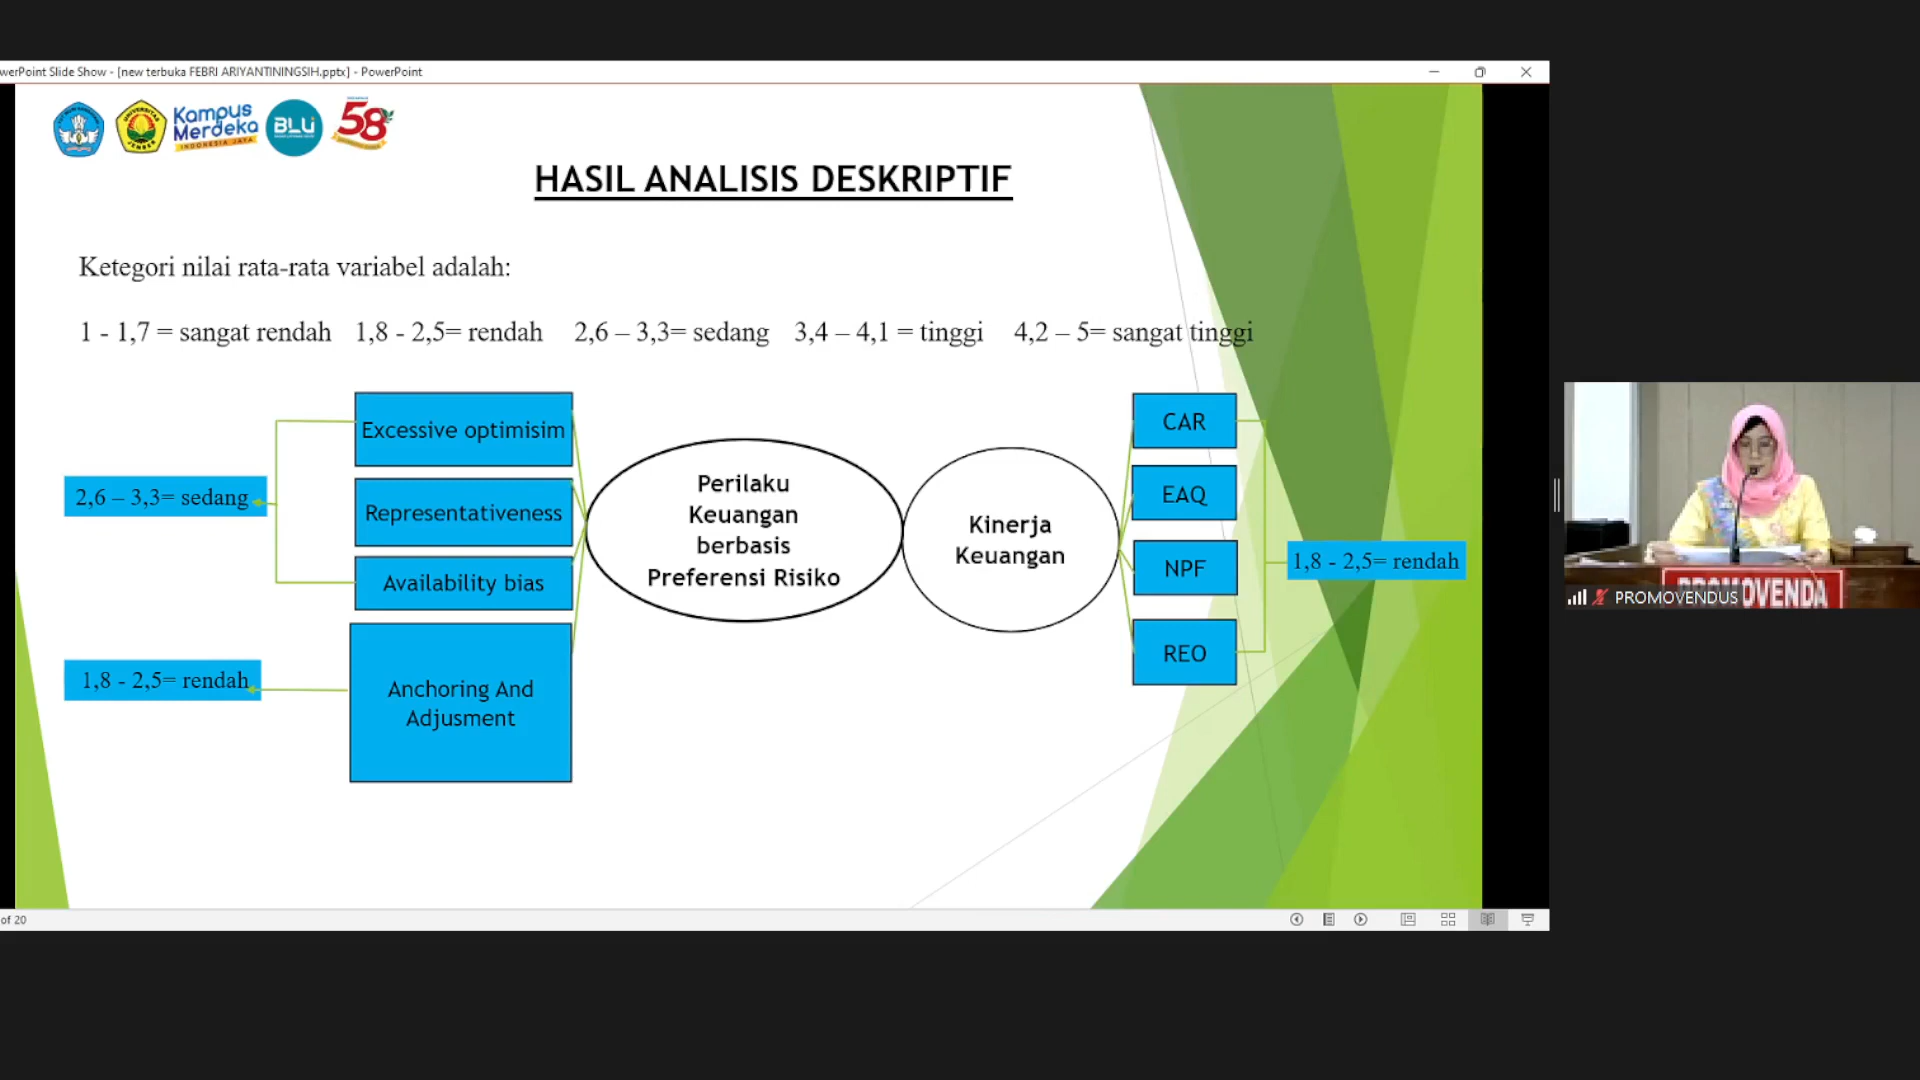 werPoint Slide Show - [new terbuka FEBRI ARIYANTININGSIH.pptx] - PowerPoint
Kampus
Merdeka
INDONESIA JAYA
BLU
58
HASIL ANALISIS DESKRIPTIF
Ketegori nilai rata-rata variabel adalah:
1 - 1,7 = sangat rendah 1,8 - 2,5= rendah 2,6 – 3,3= sedang 3,4 – 4,1 = tinggi 4,2 – 5= sangat tinggi
Excessive optimisim
Representativeness
Availability bias
Anchoring And
Adjusment
2,6 – 3,3= sedang
1,8 - 2,5= rendah
Perilaku
Keuangan
berbasis
Preferensi Risiko
Kinerja
Keuangan
CAR
EAQ
NPF
REO
1,8 - 2,5= rendah
of 20
PROMOVENDUS
OVENDA